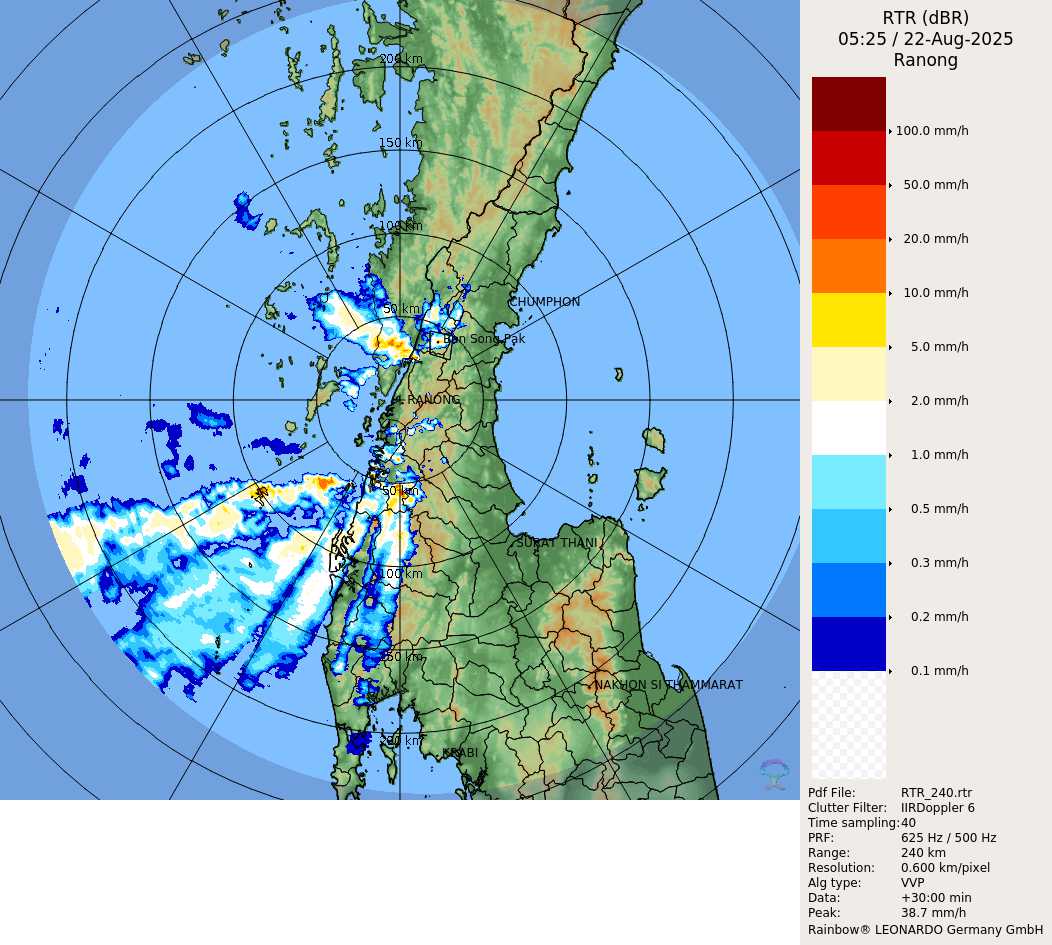 RTR (dBR)
05:25 / 22-Aug-2025
Ranong
200 km
150 km
100 km
50 km
CHUMPHON
Ban Song Pak
RANONG
50 km
SURAT THANI
100 km
150 km
NAKHON SI THAMMARAT
200 km
KRABI
100.0 mm/h
50.0 mm/h
20.0 mm/h
10.0 mm/h
5.0 mm/h
2.0 mm/h
1.0 mm/h
0.5 mm/h
0.3 mm/h
0.2 mm/h
0.1 mm/h
Pdf File: RTR_240.rtr
Clutter Filter: IIRDoppler 6
Time sampling:40
PRF: 625 Hz / 500 Hz
Range: 240 km
Resolution: 0.600 km/pixel
Alg type: VVP
Data: +30:00 min
Peak: 38.7 mm/h
Rainbow® LEONARDO Germany GmbH